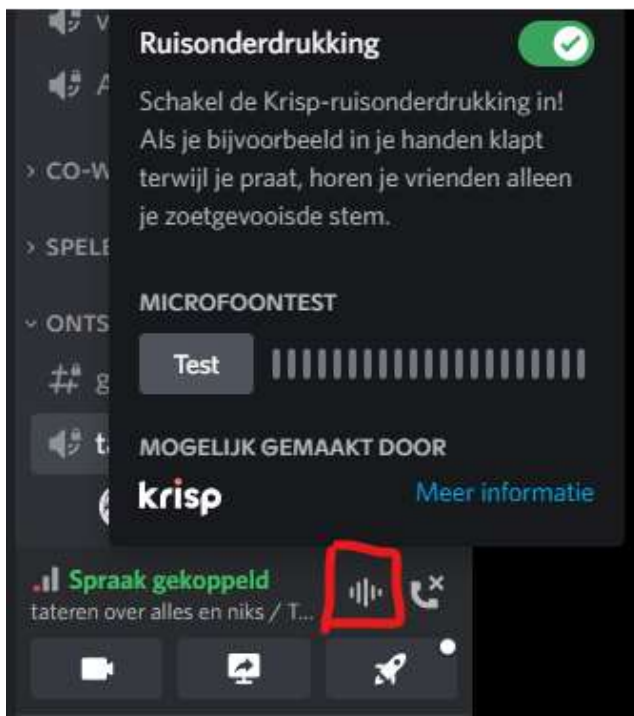 Ruisonderdrukking
Schakel de Krisp-ruisonderdrukking in!
Als je bijvoorbeeld in je handen klapt
terwijl je praat, horen je vrienden alleen
je zoetgevooisde stem.
CO-W
SPELE
ONTS
MICROFOONTEST
Test
MOGELIJK GEMAAKT DOOR
krisp
Meer informatie
Spraak gekoppeld
tateren over alles en niks / T...